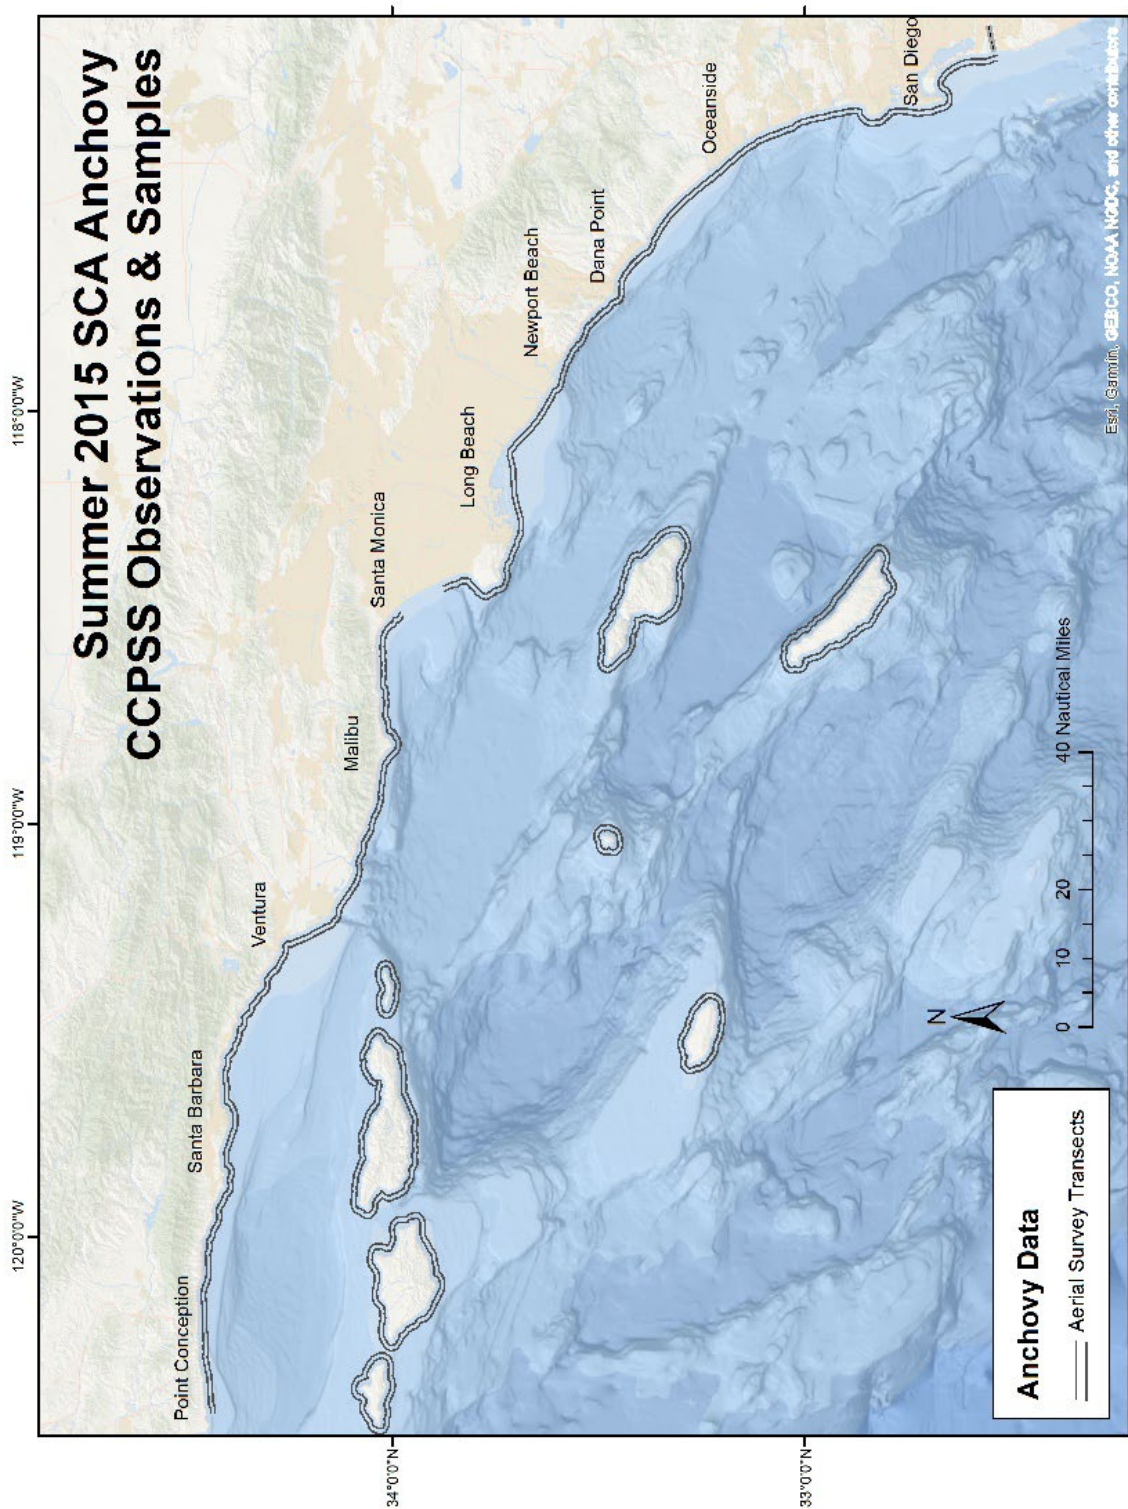 Summer 2015 SCA Anchovy
CCPSS Observations & Samples
120°0'0"W
119°0'0"W
118°0'0"W
34°0'0"N
33°0'0"N
Point Conception
Santa Barbara
Ventura
Malibu
Santa Monica
Long Beach
Newport Beach
Dana Point
Oceanside
San Diego
N
0 10 20 40 Nautical Miles
Anchovy Data
Aerial Survey Transects
Esri, Garmin, GEBCO, NOAA NGDC, and other contributors